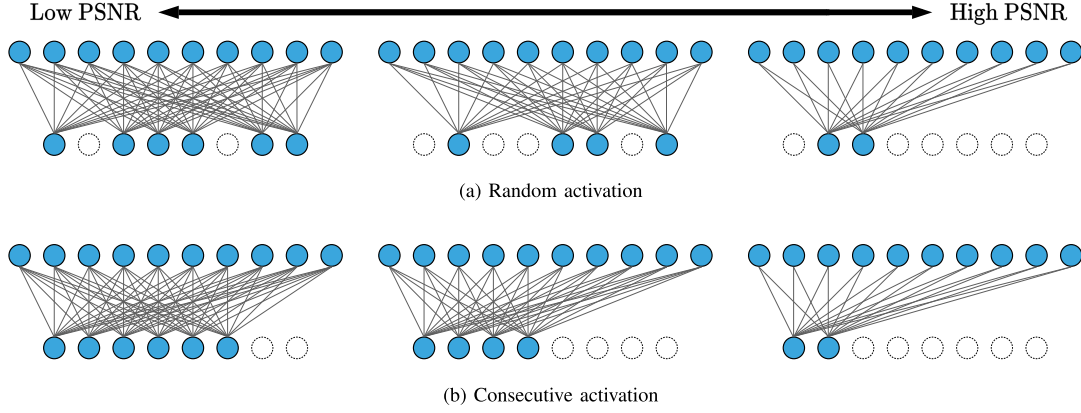 Low PSNR High PSNR
(a) Random activation
(b) Consecutive activation